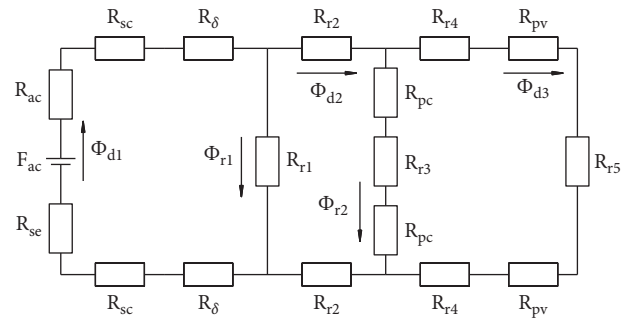 R_sc R_δ R_r2 R_r4 R_pv
R_ac Φ_d1 F_ac R_se
Φ_r1 R_r1
Φ_d2 R_pc R_r3 Φ_r2 R_pc
Φ_d3 R_r5
R_sc R_δ R_r2 R_r4 R_pv